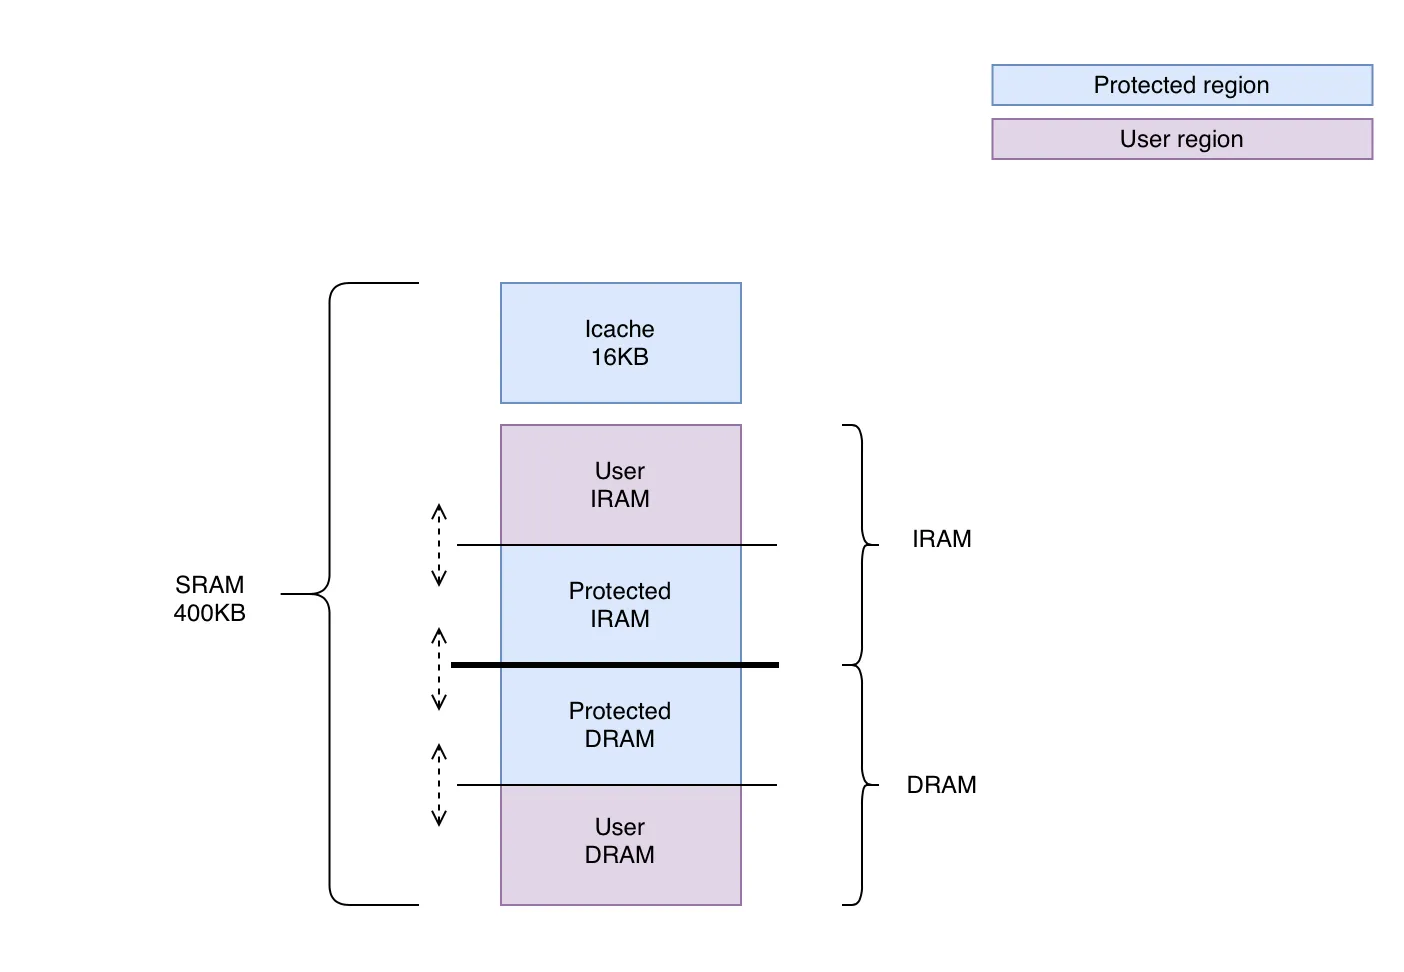 Protected region
User region
Icache
16KB
User
IRAM
Protected
IRAM
IRAM
SRAM
400KB
Protected
DRAM
DRAM
User
DRAM